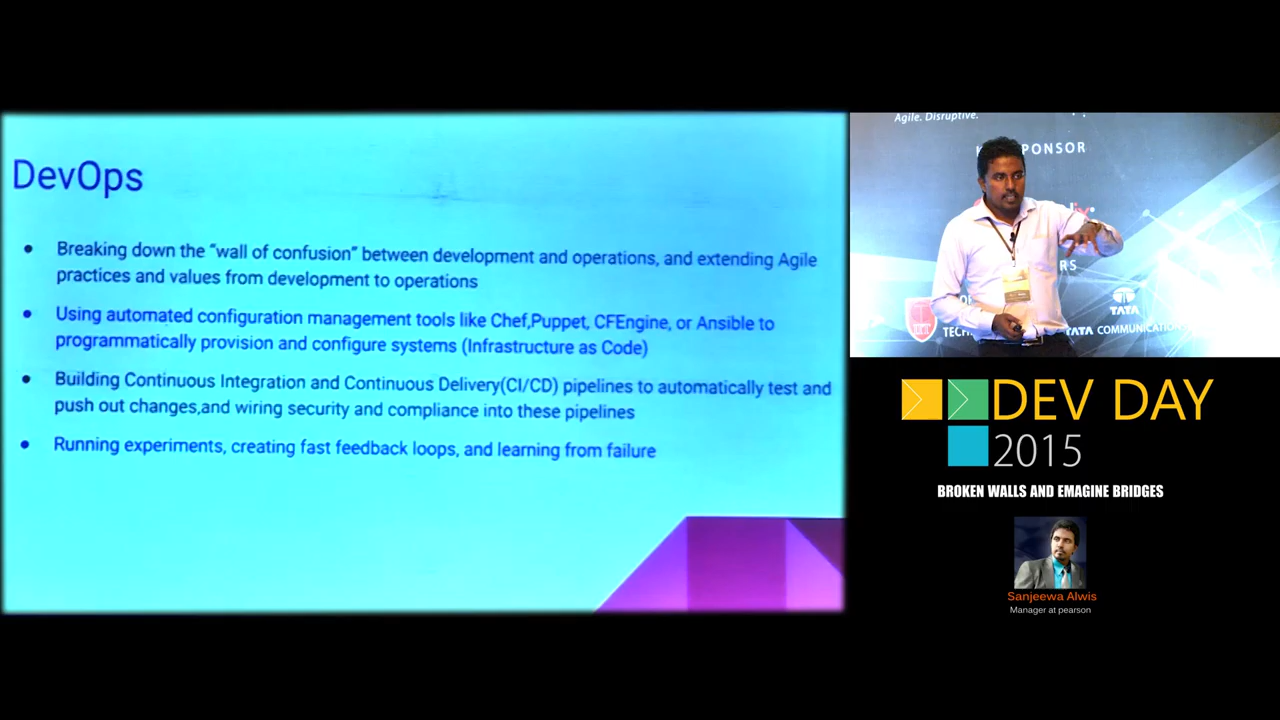 DevOps
• Breaking down the “wall of confusion” between development and operations, and extending Agile
practices and values from development to operations
• Using automated configuration management tools like Chef,Puppet, CFEngine, or Ansible to
programmatically provision and configure systems (Infrastructure as Code)
• Building Continuous Integration and Continuous Delivery(CI/CD) pipelines to automatically test and
push out changes,and wiring security and compliance into these pipelines
• Running experiments, creating fast feedback loops, and learning from failure
Agile. Disruptive.
TATA
TATA COMMUNICATION
DEV DAY
2015
BROKEN WALLS AND EMAGINE BRIDGES
Sanjeewa Alwis
Manager at pearson